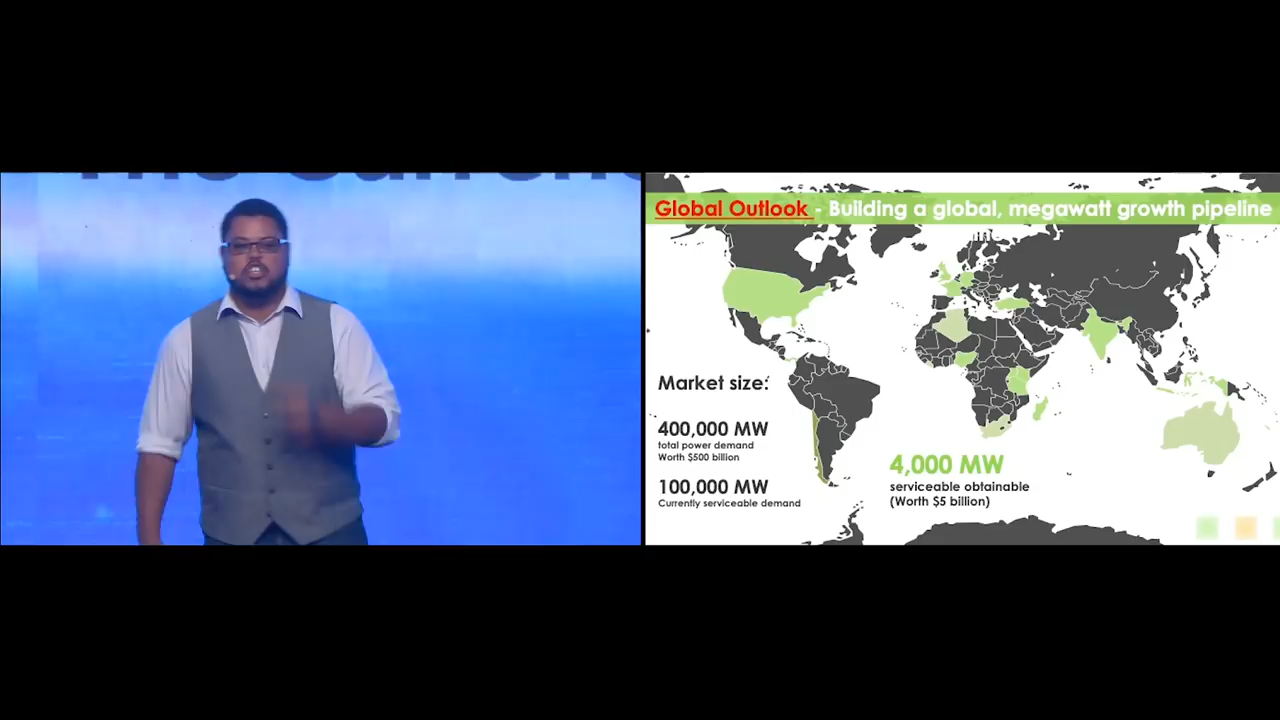 Global Outlook - Building a global, megawatt growth pipeline
Market size:
400,000 MW
total power demand
Worth $500 billion
100,000 MW
Currently serviceable demand
4,000 MW
serviceable obtainable
(Worth $5 billion)